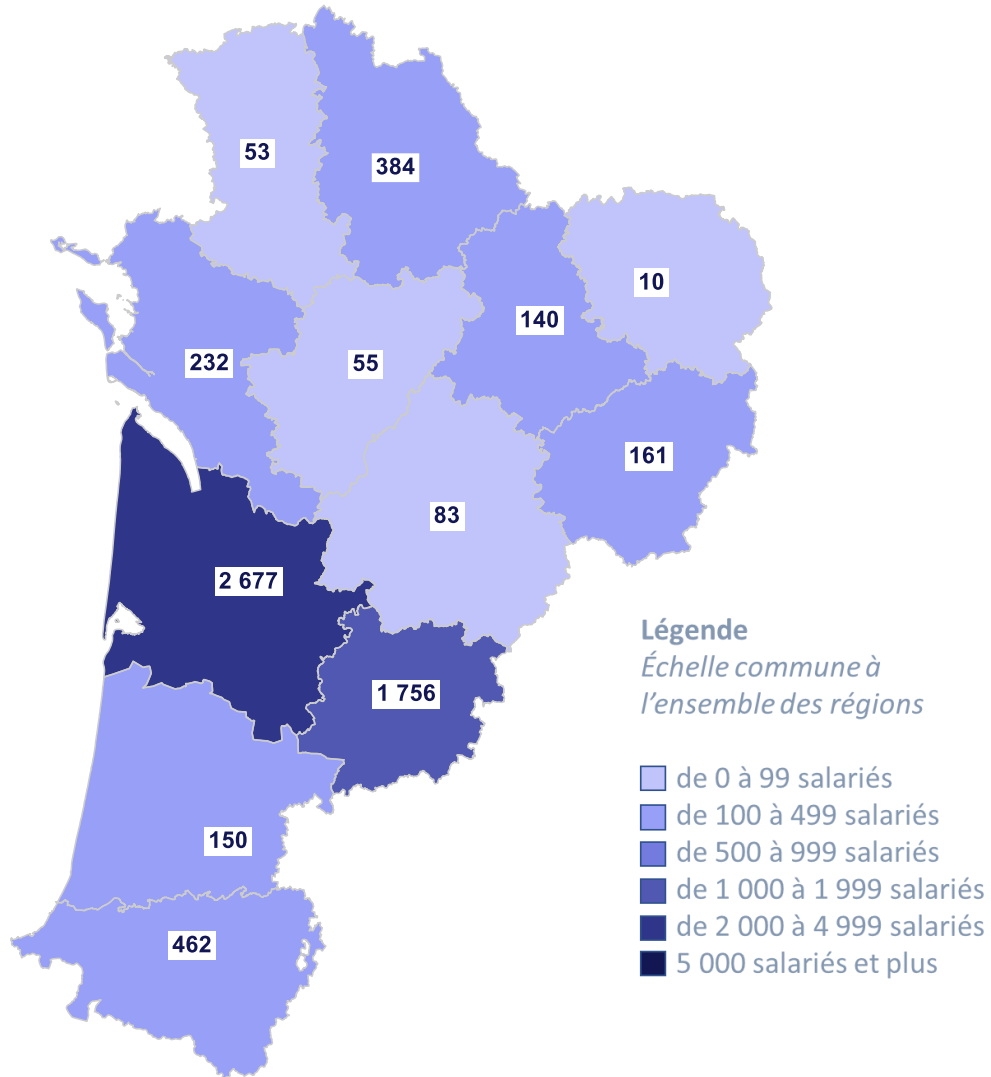 53
384
10
140
232
55
161
83
2 677
1 756
150
462
Légende
Échelle commune à
l'ensemble des régions
de 0 à 99 salariés
de 100 à 499 salariés
de 500 à 999 salariés
de 1 000 à 1 999 salariés
de 2 000 à 4 999 salariés
5 000 salariés et plus